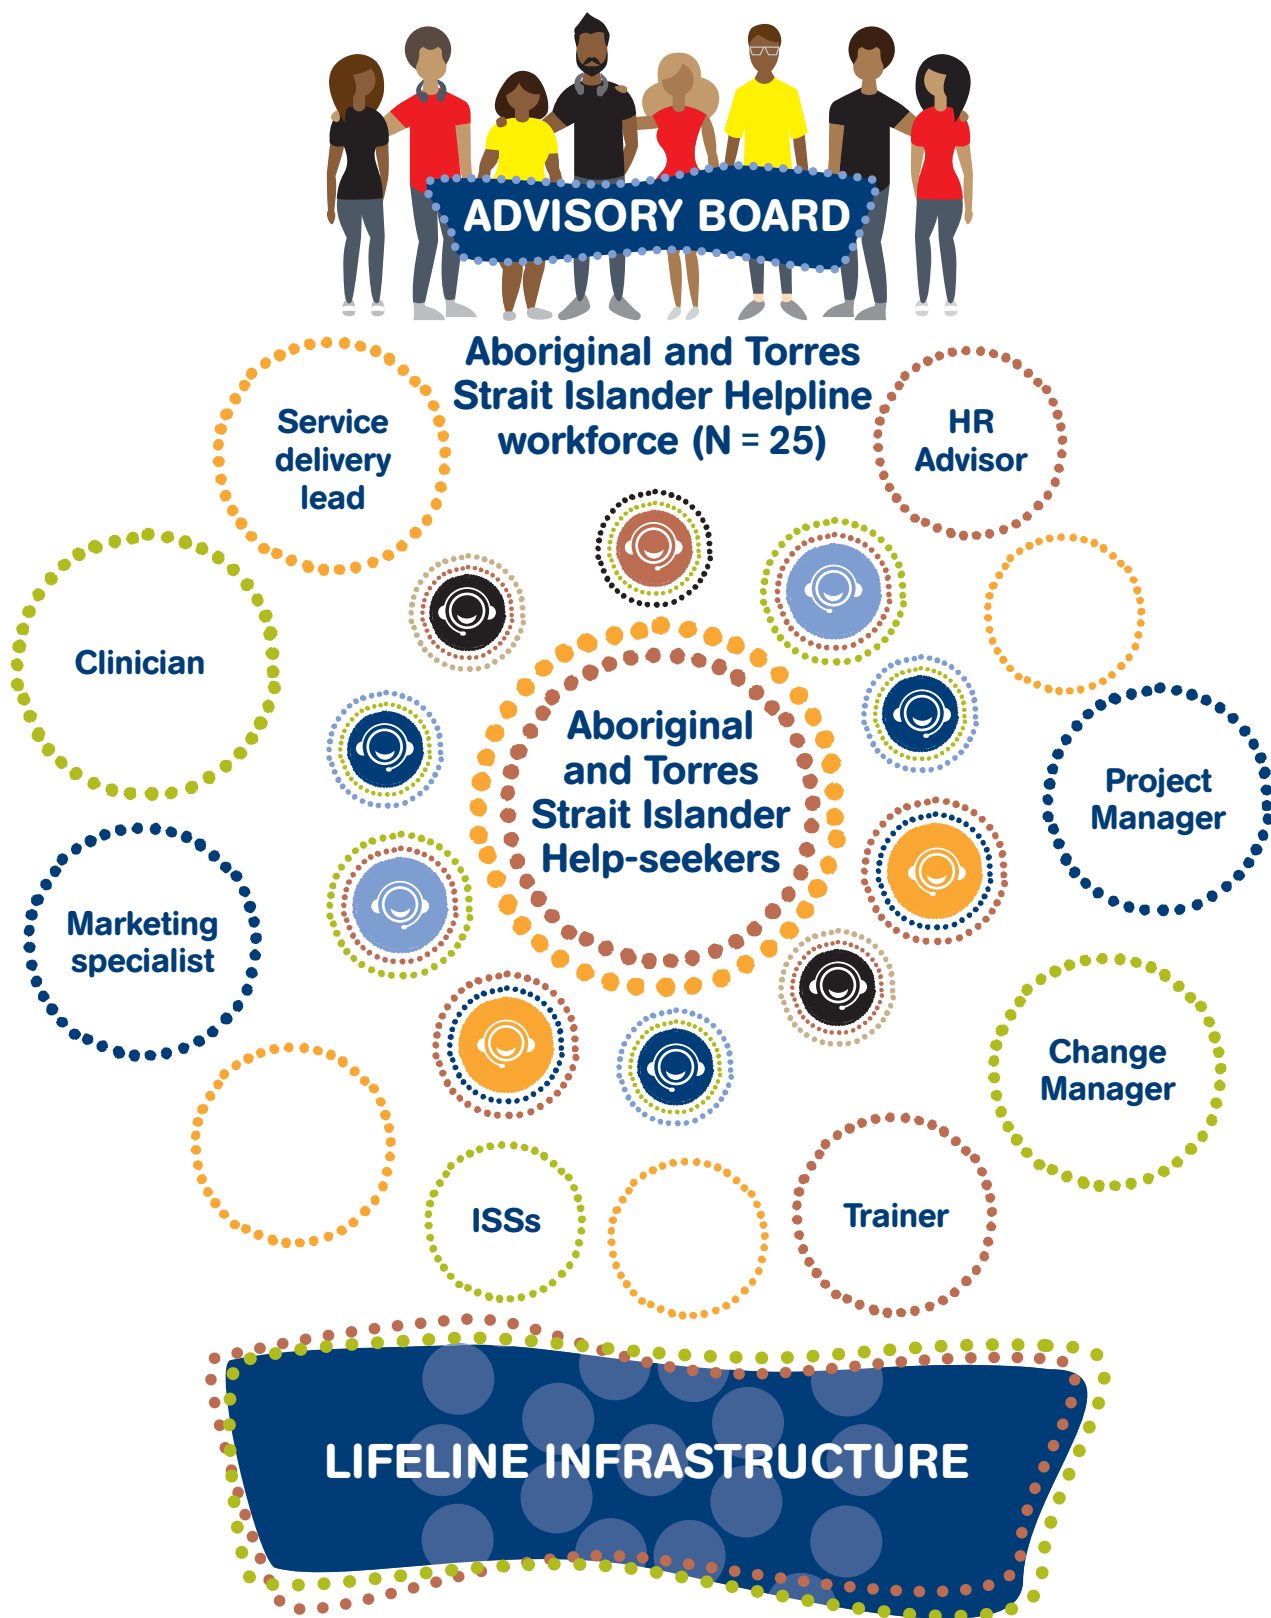 ADVISORY BOARD
Aboriginal and Torres
Strait Islander Helpline
workforce (N = 25)
Service
delivery
lead
HR
Advisor
Clinician
Aboriginal
and Torres
Strait Islander
Help-seekers
Project
Manager
Marketing
specialist
Change
Manager
ISSs
Trainer
LIFELINE INFRASTRUCTURE